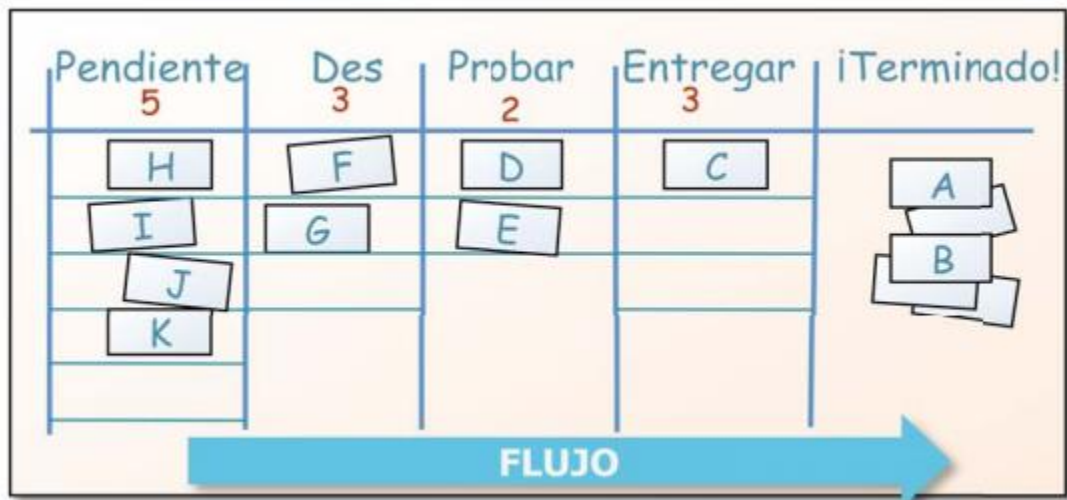 Pendiente Des Probar Entregar ¡Terminado!
5 3 2 3
H F D C A
I G E B
J
K
FLUJO